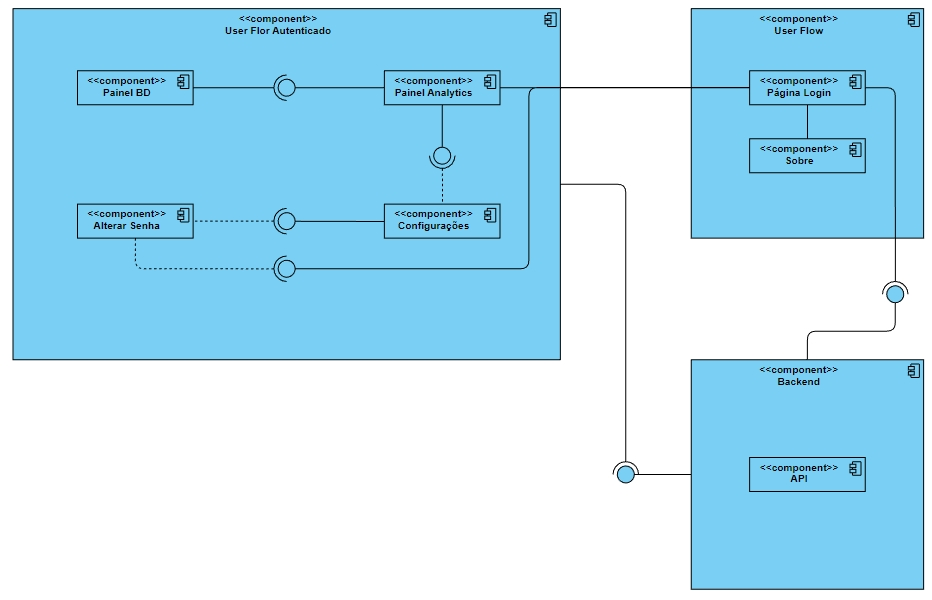 <<component>>
User Flor Autenticado
<<component>>
User Flow
<<component>>
Painel BD
<<component>>
Painel Analytics
<<component>>
Página Login
<<component>>
Sobre
<<component>>
Alterar Senha
<<component>>
Configurações
<<component>>
Backend
<<component>>
API